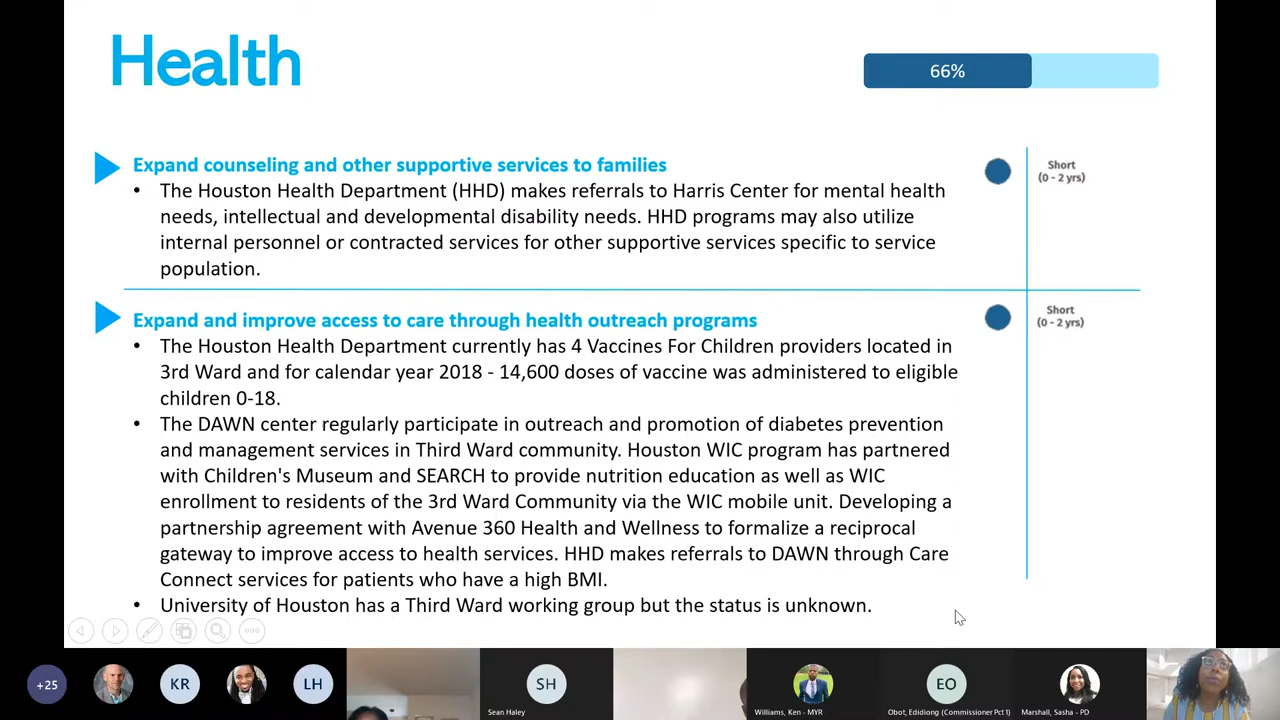 Health
66%
Expand counseling and other supportive services to families
Short
(0 - 2 yrs)
• The Houston Health Department (HHD) makes referrals to Harris Center for mental health
needs, intellectual and developmental disability needs. HHD programs may also utilize
internal personnel or contracted services for other supportive services specific to service
population.
Expand and improve access to care through health outreach programs
Short
(0 - 2 yrs)
• The Houston Health Department currently has 4 Vaccines For Children providers located in
3rd Ward and for calendar year 2018 - 14,600 doses of vaccine was administered to eligible
children 0-18.
• The DAWN center regularly participate in outreach and promotion of diabetes prevention
and management services in Third Ward community. Houston WIC program has partnered
with Children's Museum and SEARCH to provide nutrition education as well as WIC
enrollment to residents of the 3rd Ward Community via the WIC mobile unit. Developing a
partnership agreement with Avenue 360 Health and Wellness to formalize a reciprocal
gateway to improve access to health services. HHD makes referrals to DAWN through Care
Connect services for patients who have a high BMI.
• University of Houston has a Third Ward working group but the status is unknown.
+25
KR
LH
SH
Sean Haley
Williams, Ken - MYR
EO
Obot, Edidiong (Commissioner Pct 1)
Marshall, Sasha - PD